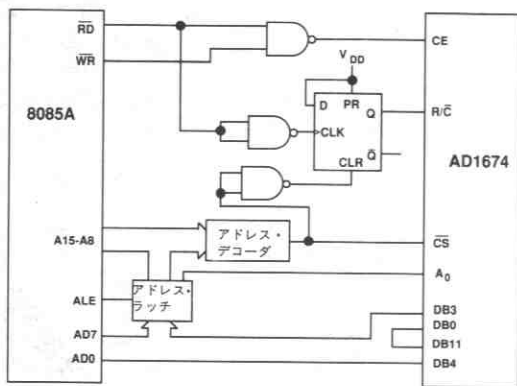 RD
WR
8085A
A15-A8
ALE
AD7
AD0
アドレス・
ラッチ
アドレス・
デコーダ
VDD
D
PR
Q
CLK
Q
CLR
CE
R/C
AD1674
CS
A0
DB3
DB0
DB11
DB4